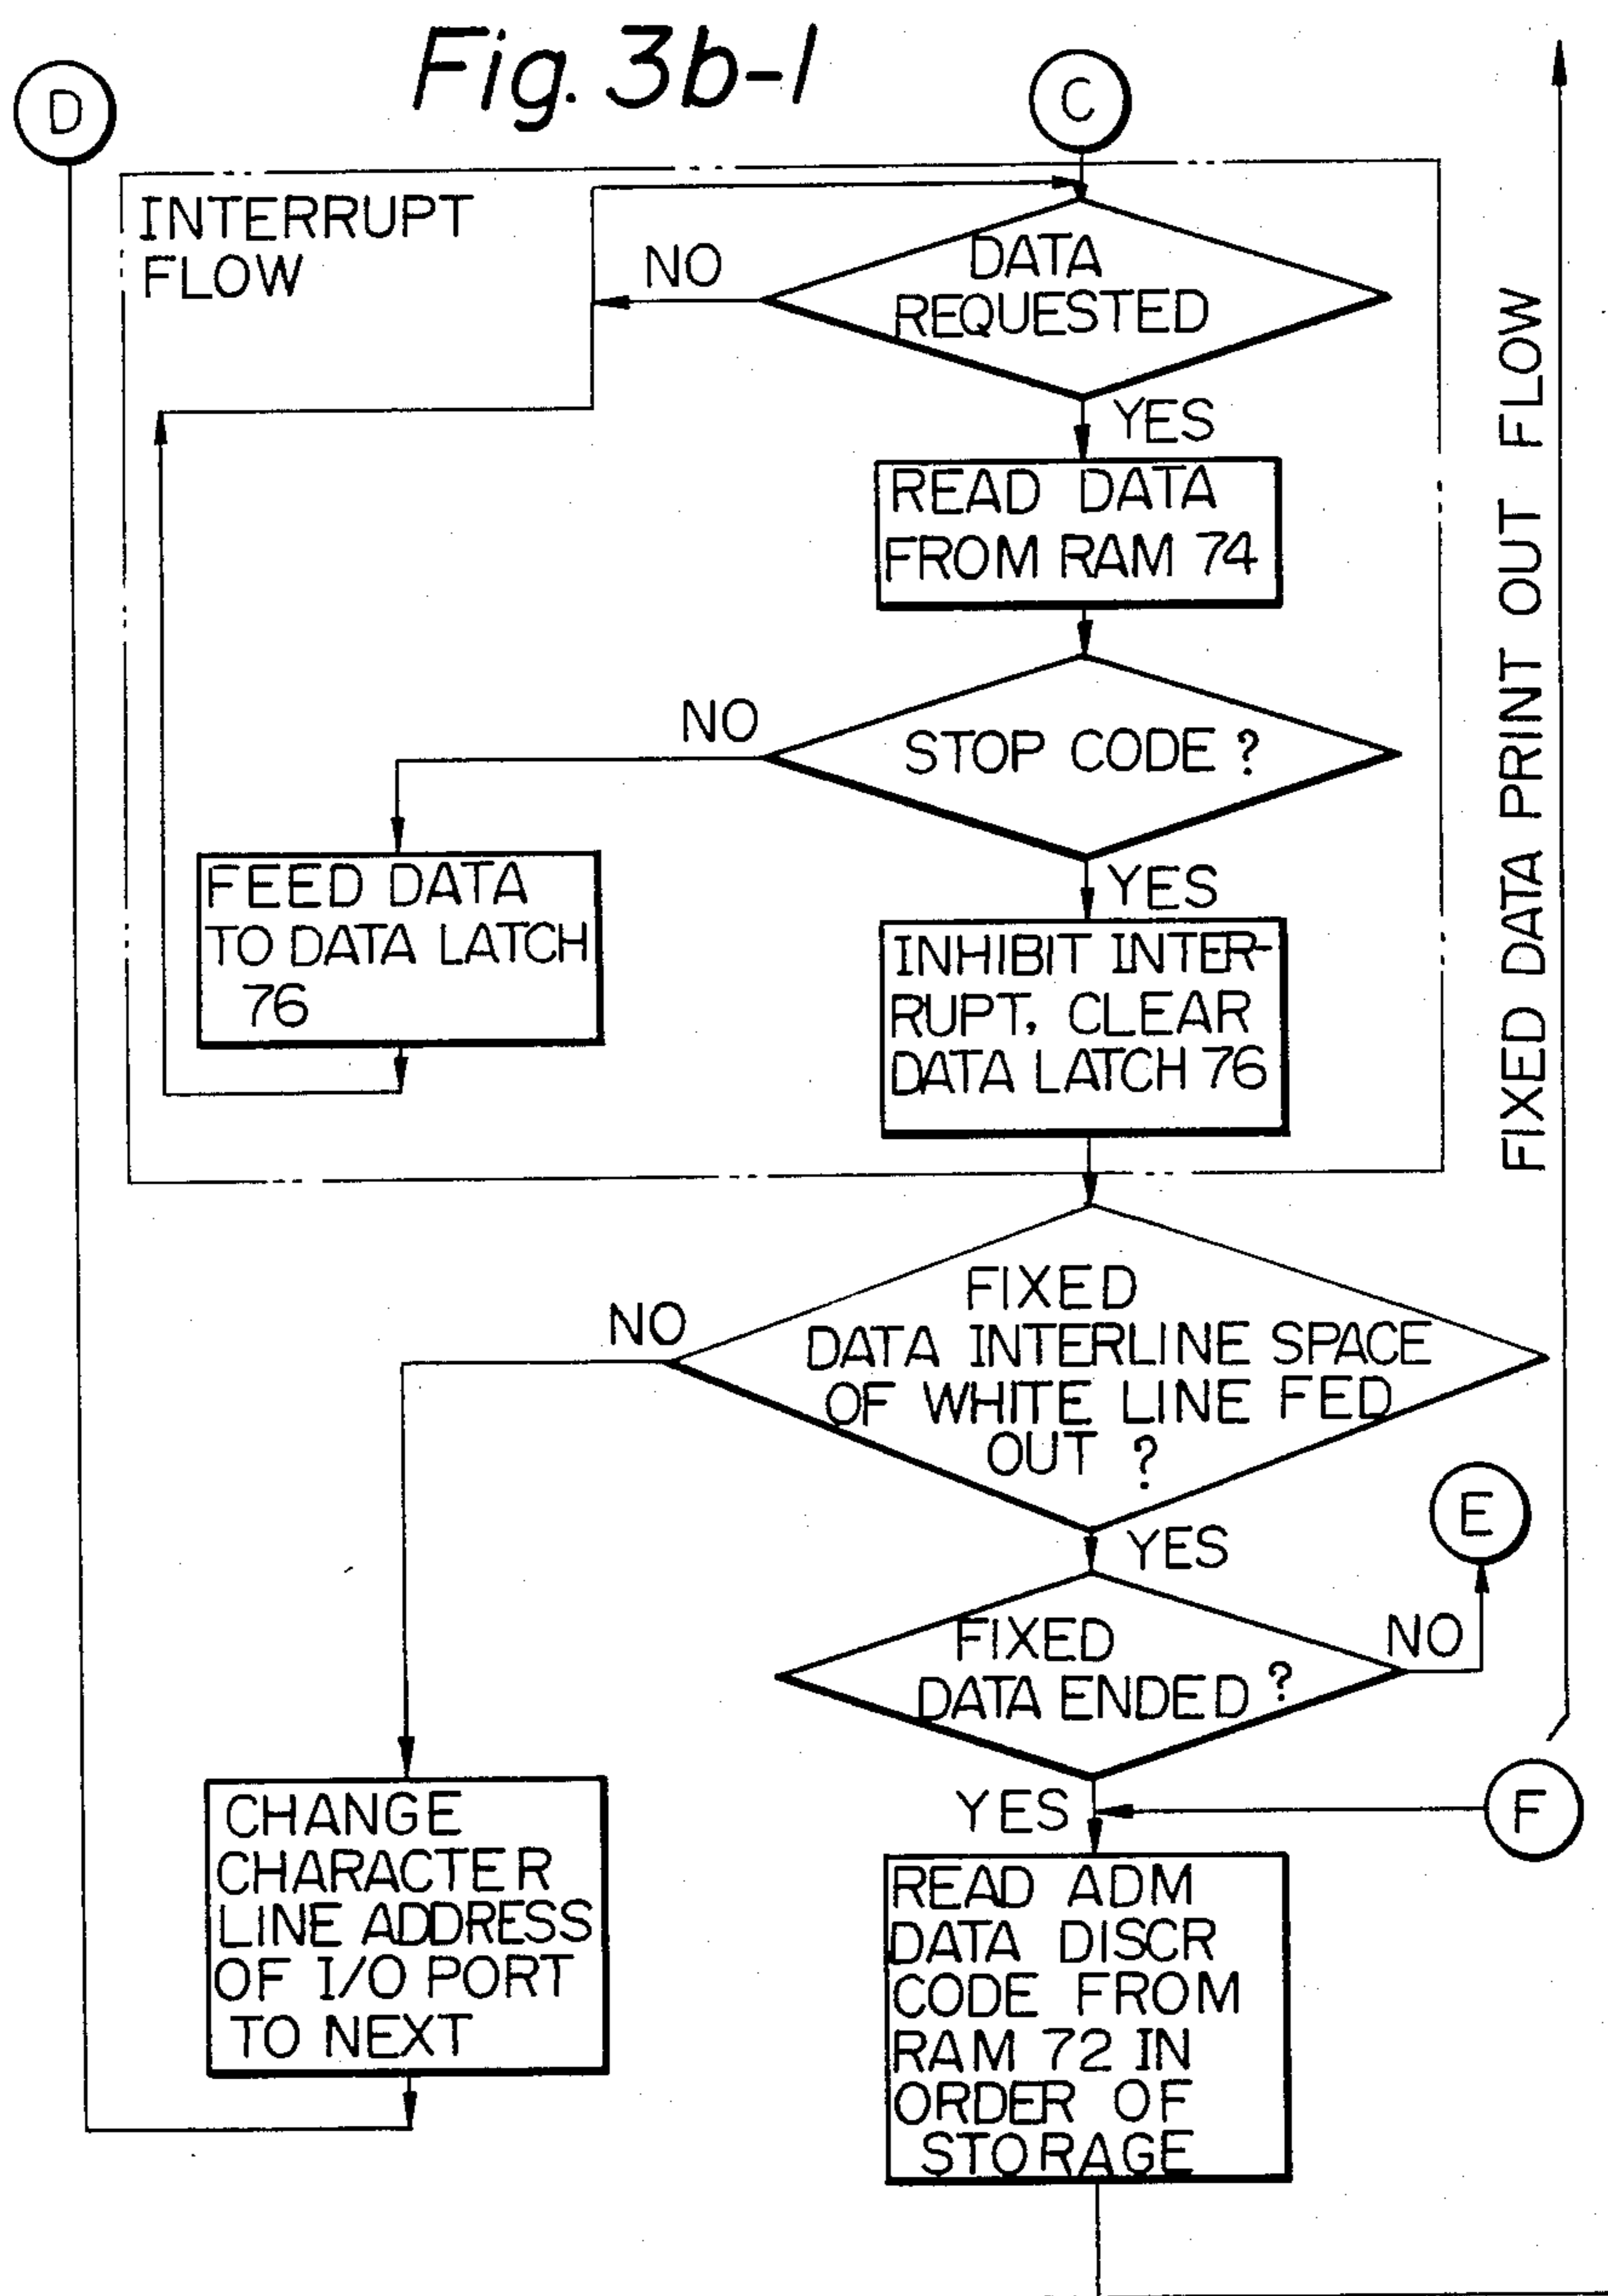 Fig. 3b-1
D
C
INTERRUPT
FLOW
NO
DATA
REQUESTED
YES
READ DATA
FROM RAM 74
NO
STOP CODE ?
YES
FEED DATA
TO DATA LATCH
76
INHIBIT INTER-
RUPT, CLEAR
DATA LATCH 76
FIXED DATA PRINT OUT FLOW
NO
FIXED
DATA INTERLINE SPACE
OF WHITE LINE FED
OUT ?
YES
E
FIXED
DATA ENDED ?
NO
YES
F
CHANGE
CHARACTER
LINE ADDRESS
OF I/O PORT
TO NEXT
READ ADM
DATA DISCR
CODE FROM
RAM 72 IN
ORDER OF
STORAGE